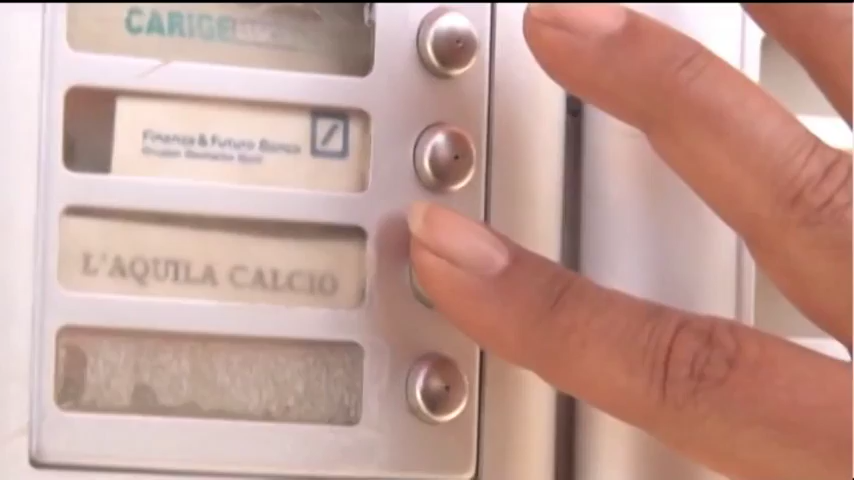 CARIGE
Finanza & Futuro Banca
Gruppo Deutsche Bank
L'AQUILA CALCIO